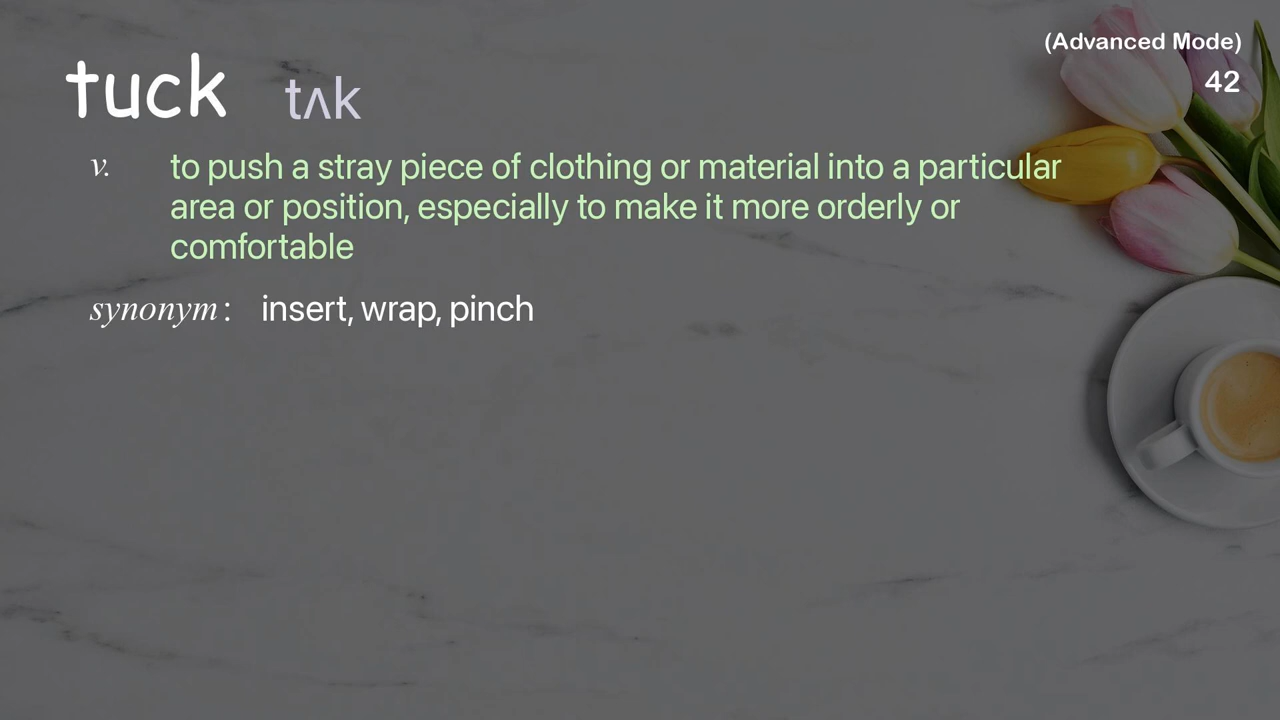 (Advanced Mode)
42
tuck tʌk
v. to push a stray piece of clothing or material into a particular
area or position, especially to make it more orderly or
comfortable
synonym: insert, wrap, pinch